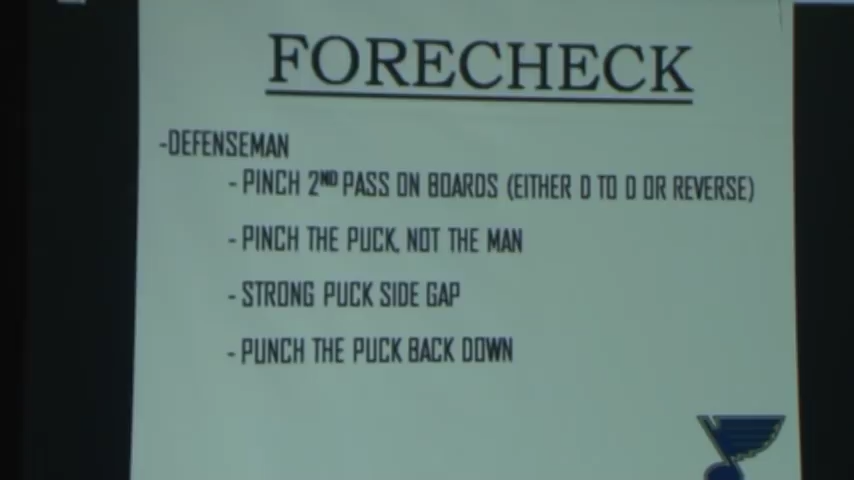 FORECHECK
-DEFENSEMAN
- PINCH 2ND PASS ON BOARDS (EITHER D TO D OR REVERSE)
- PINCH THE PUCK, NOT THE MAN
- STRONG PUCK SIDE GAP
- PUNCH THE PUCK BACK DOWN